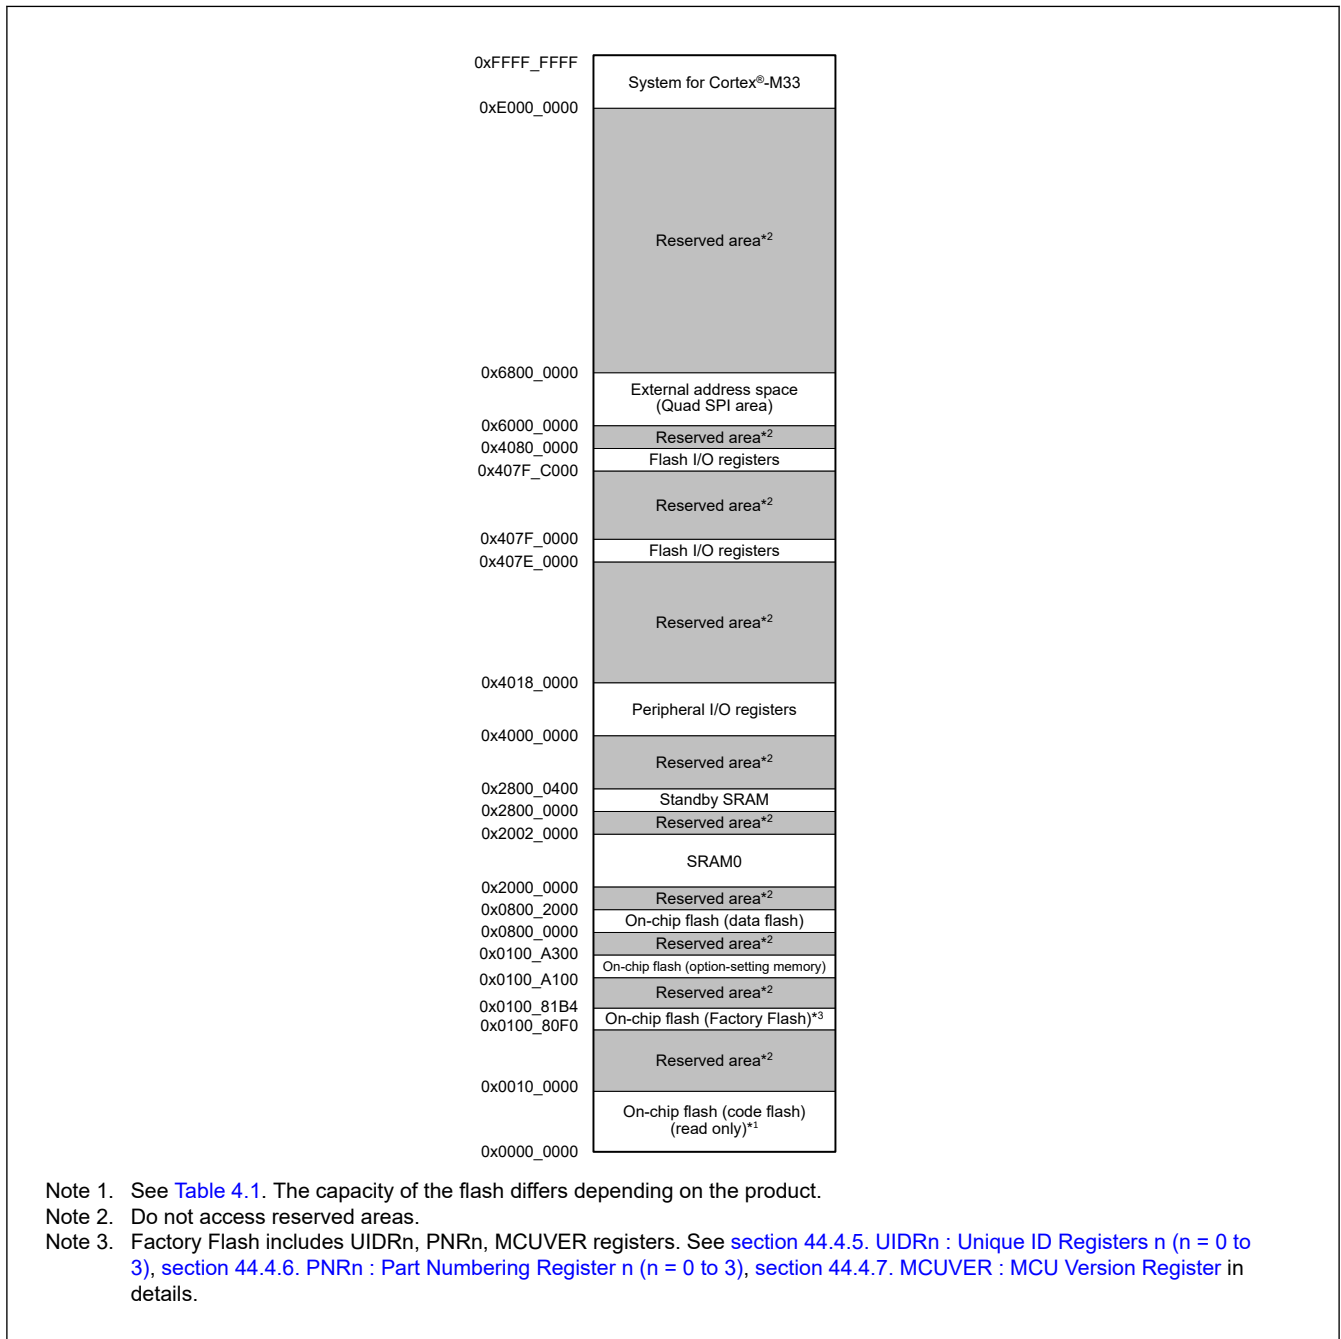 0xFFFF_FFFF
System for Cortex®-M33
0xE000_0000
Reserved area*2
0x6800_0000
External address space
(Quad SPI area)
0x6000_0000
Reserved area*2
0x4080_0000
Flash I/O registers
0x407F_C000
Reserved area*2
0x407F_0000
Flash I/O registers
0x407E_0000
Reserved area*2
0x4018_0000
Peripheral I/O registers
0x4000_0000
Reserved area*2
0x2800_0400
Standby SRAM
0x2800_0000
Reserved area*2
0x2002_0000
SRAM0
0x2000_0000
Reserved area*2
0x0800_2000
On-chip flash (data flash)
0x0800_0000
Reserved area*2
0x0100_A300
On-chip flash (option-setting memory)
0x0100_A100
Reserved area*2
0x0100_81B4
On-chip flash (Factory Flash)*3
0x0100_80F0
Reserved area*2
0x0010_0000
On-chip flash (code flash)
(read only)*1
0x0000_0000
Note 1. See Table 4.1. The capacity of the flash differs depending on the product.
Note 2. Do not access reserved areas.
Note 3. Factory Flash includes UIDRn, PNRn, MCUVER registers. See section 44.4.5. UIDRn : Unique ID Registers n (n = 0 to
3), section 44.4.6. PNRn : Part Numbering Register n (n = 0 to 3), section 44.4.7. MCUVER : MCU Version Register in
details.